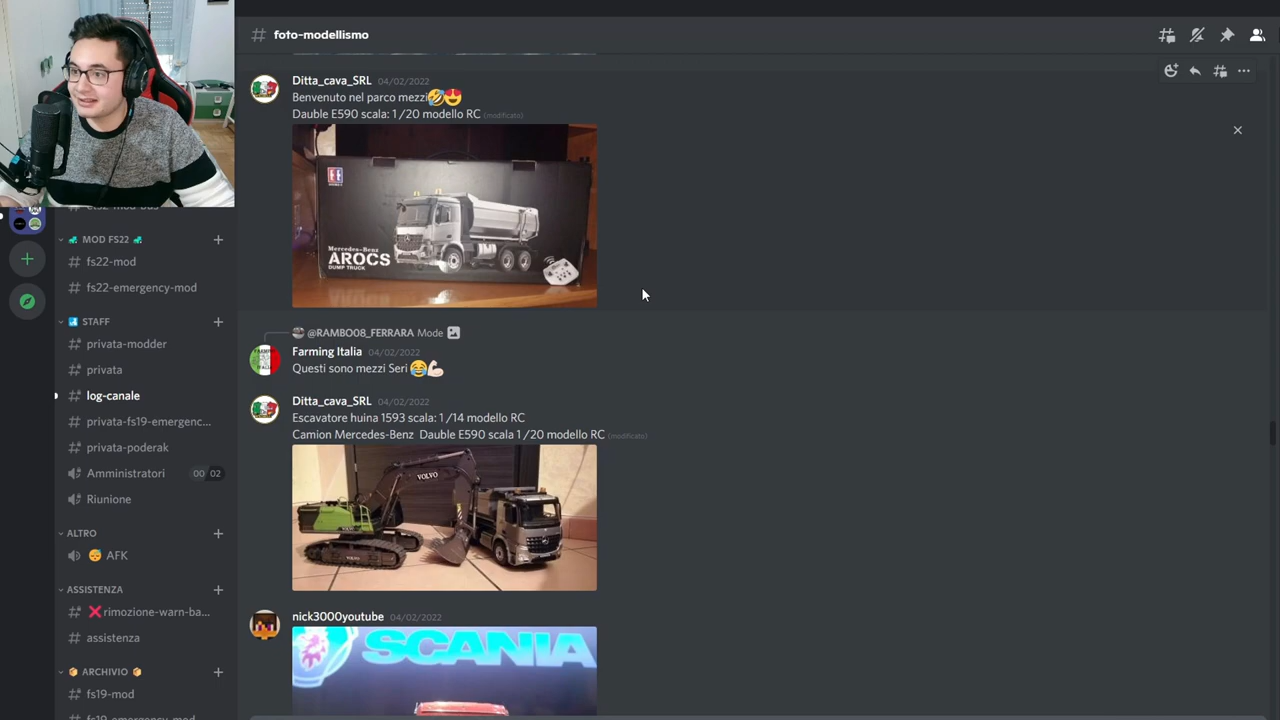 foto-modellismo
Ditta_cava_SRL 04/02/2022
Benvenuto nel parco mezzi🤣😍
Dauble E590 scala: 1/20 modello RC (modificato)
Mercedes-Benz
AROCS
DUMP TRUCK
@RAMBO08_FERRARA Mode
Farming Italia 04/02/2022
Questi sono mezzi Seri 😂💪🏻
Ditta_cava_SRL 04/02/2022
Escavatore huina 1593 scala: 1/14 modello RC
Camion Mercedes-Benz Dauble E590 scala 1/20 modello RC (modificato)
VOLVO
VOLVO
nick3000youtube 04/02/2022
SCANIA
MOD FS22
fs22-mod
fs22-emergency-mod
STAFF
privata-modder
privata
log-canale
privata-fs19-emergenc...
privata-poderak
Amministratori 00 02
Riunione
ALTRO
😴 AFK
ASSISTENZA
❌rimozione-warn-ba...
assistenza
ARCHIVIO
fs19-mod
fs19-emergency-mod